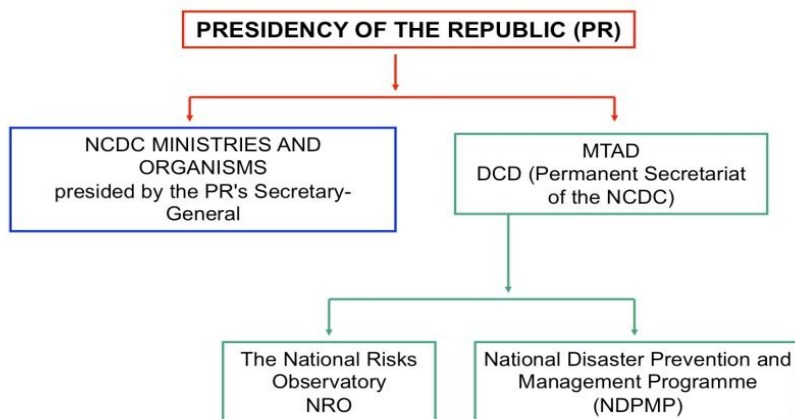 PRESIDENCY OF THE REPUBLIC (PR)
NCDC MINISTRIES AND
ORGANISMS
presided by the PR's Secretary-
General
MTAD
DCD (Permanent Secretariat
of the NCDC)
The National Risks
Observatory
NRO
National Disaster Prevention and
Management Programme
(NDPMP)